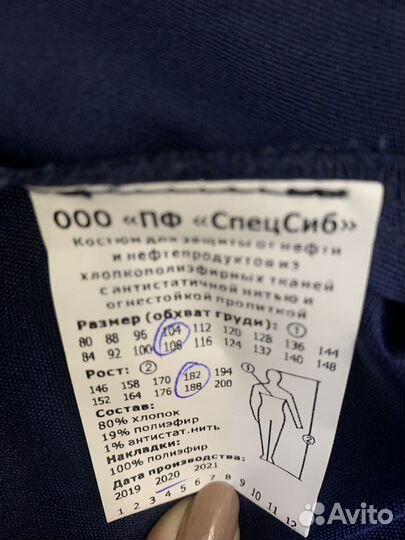 ООО «ПФ «СпецСиб»
Костюм для защиты от нефти
и нефтепродуктов из
хлопкополиэфирных тканей
с антистатичной нитью и
огнестойкой пропиткой
Размер (обхват груди): 1
80 88 96 104 112 120 128 136 144
84 92 100 108 116 124 132 140 148
Рост: 2
146 158 170 182 194
152 164 176 188 200
Состав:
80% хлопок
19% полиэфир
1% антистат.нить
Накладки:
100% полиэфир
Дата производства:
2019 2020 2021
1 2 3 4 5 6 7 8 9 10 11 12
1
2
Avito